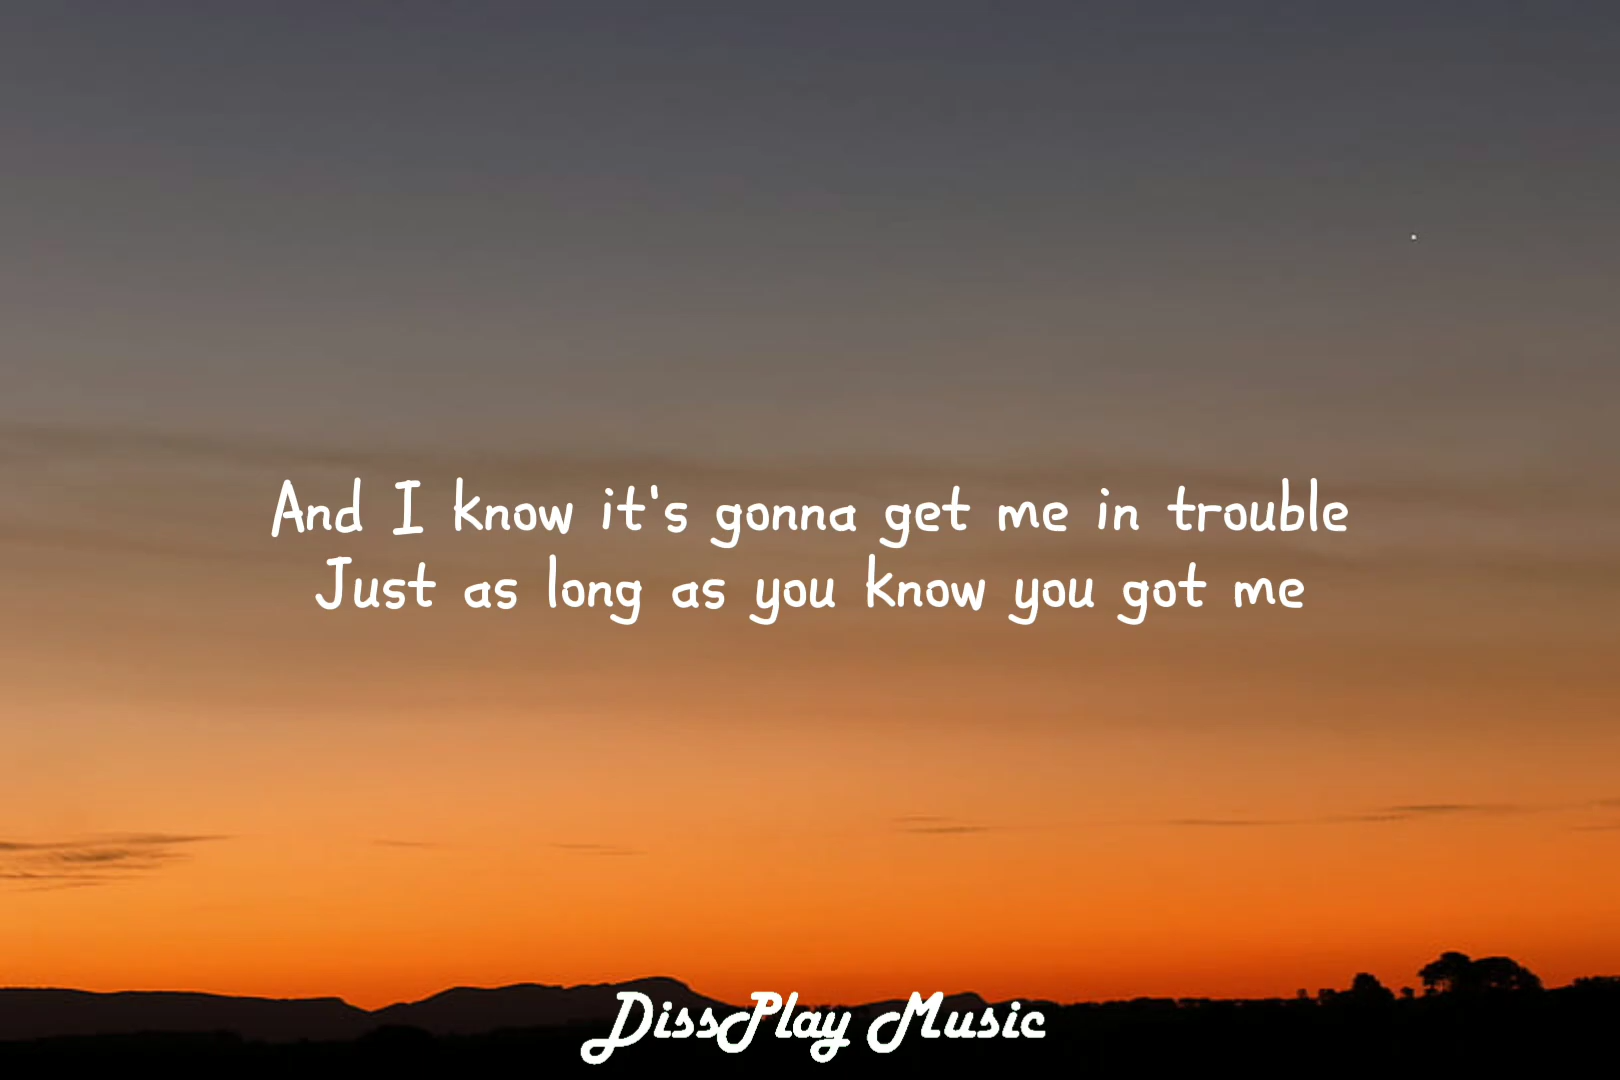 And I know it's gonna get me in trouble
Just as long as you know you got me
DissPlay Music